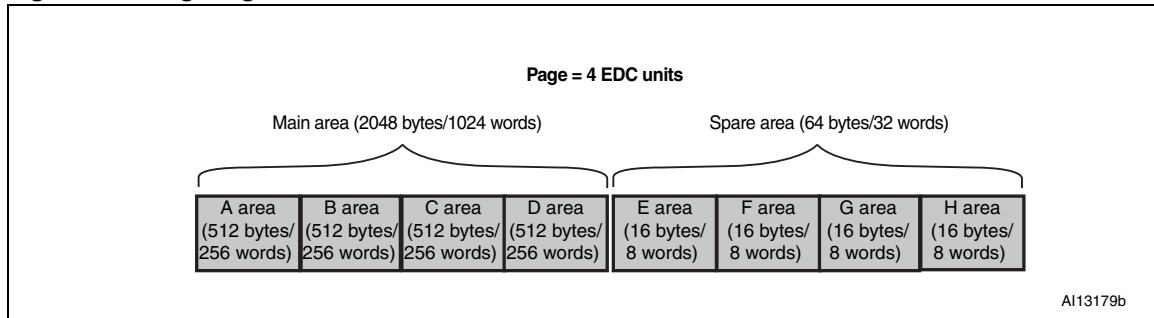 Page = 4 EDC units
Main area (2048 bytes/1024 words)
Spare area (64 bytes/32 words)
A area
(512 bytes/
256 words)
B area
(512 bytes/
256 words)
C area
(512 bytes/
256 words)
D area
(512 bytes/
256 words)
E area
(16 bytes/
8 words)
F area
(16 bytes/
8 words)
G area
(16 bytes/
8 words)
H area
(16 bytes/
8 words)
AI13179b